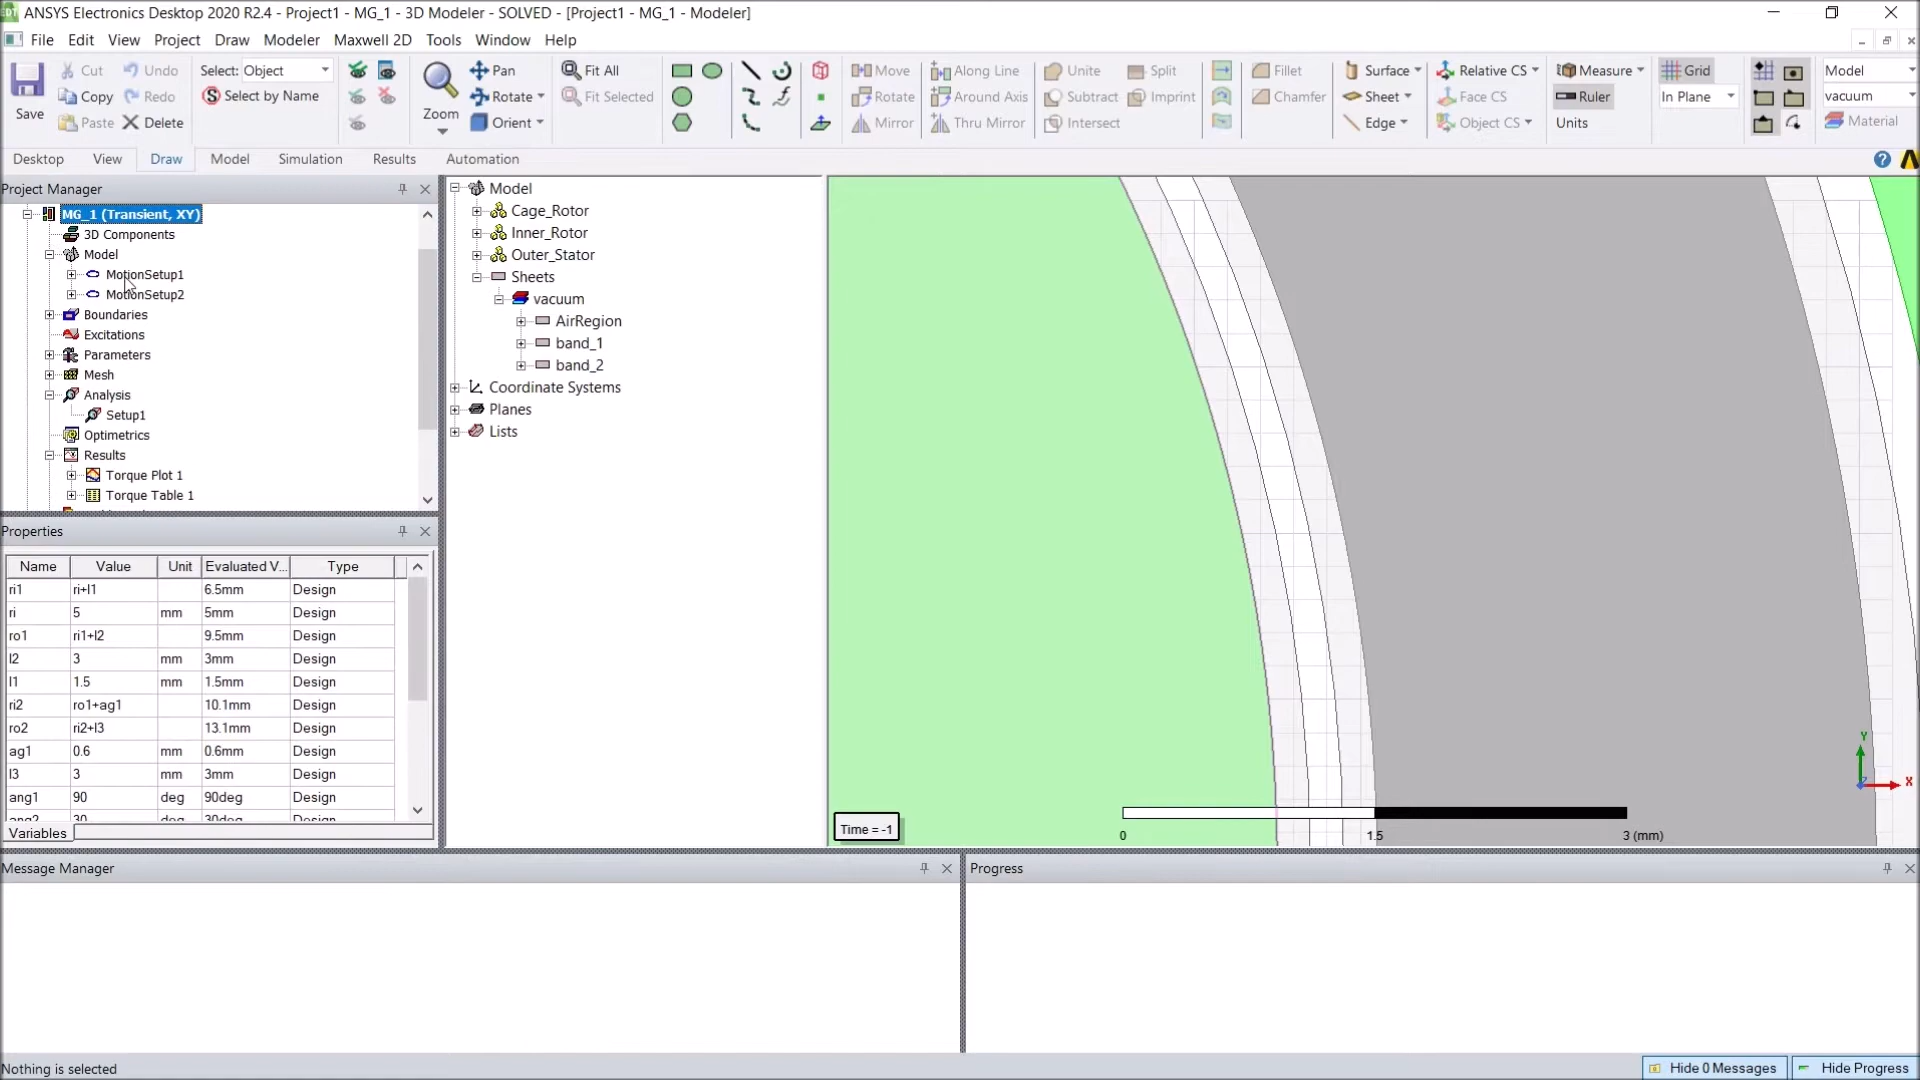 ANSYS Electronics Desktop 2020 R2.4 - Project1 - MG_1 - 3D Modeler - SOLVED - [Project1 - MG_1 - Modeler]
File Edit View Project Draw Modeler Maxwell 2D Tools Window Help
Save
Cut Undo
Copy Redo
Paste Delete
Select: Object
Select by Name
Zoom
Pan
Rotate
Orient
Fit All
Fit Selected
Move Along Line
Rotate Around Axis
Mirror Thru Mirror
Unite Split
Subtract Imprint
Intersect
Fillet
Chamfer
Surface
Sheet
Edge
Relative CS
Face CS
Object CS
Measure
Ruler
Units
Grid
In Plane
Model
vacuum
Material
Desktop View Draw Model Simulation Results Automation
Project Manager
MG_1 (Transient, XY)
3D Components
Model
MotionSetup1
MotionSetup2
Boundaries
Excitations
Parameters
Mesh
Analysis
Setup1
Optimetrics
Results
Torque Plot 1
Torque Table 1
Properties
Name Value Unit Evaluated V... Type
ri1 ri+l1 6.5mm Design
ri 5 mm 5mm Design
ro1 ri1+l2 9.5mm Design
l2 3 mm 3mm Design
l1 1.5 mm 1.5mm Design
ri2 ro1+ag1 10.1mm Design
ro2 ri2+l3 13.1mm Design
ag1 0.6 mm 0.6mm Design
l3 3 mm 3mm Design
ang1 90 deg 90deg Design
ang2 30 deg 30deg Design
Variables
Model
Cage_Rotor
Inner_Rotor
Outer_Stator
Sheets
vacuum
AirRegion
band_1
band_2
Coordinate Systems
Planes
Lists
Y
X
Time = -1
0 1.5 3 (mm)
Message Manager
Progress
Nothing is selected
Hide 0 Messages
Hide Progress